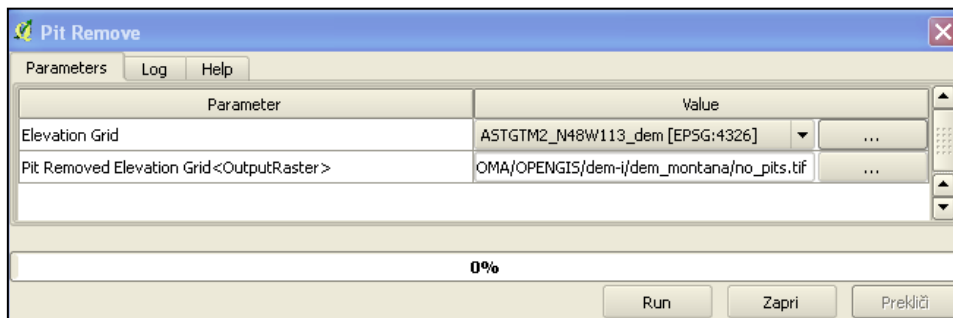 Pit Remove
Parameters Log Help
Parameter Value
Elevation Grid ASTGTM2_N48W113_dem [EPSG:4326] ...
Pit Removed Elevation Grid<OutputRaster> OMA/OPENGIS/dem-i/dem_montana/no_pits.tif ...
0%
Run Zapri Prekliči